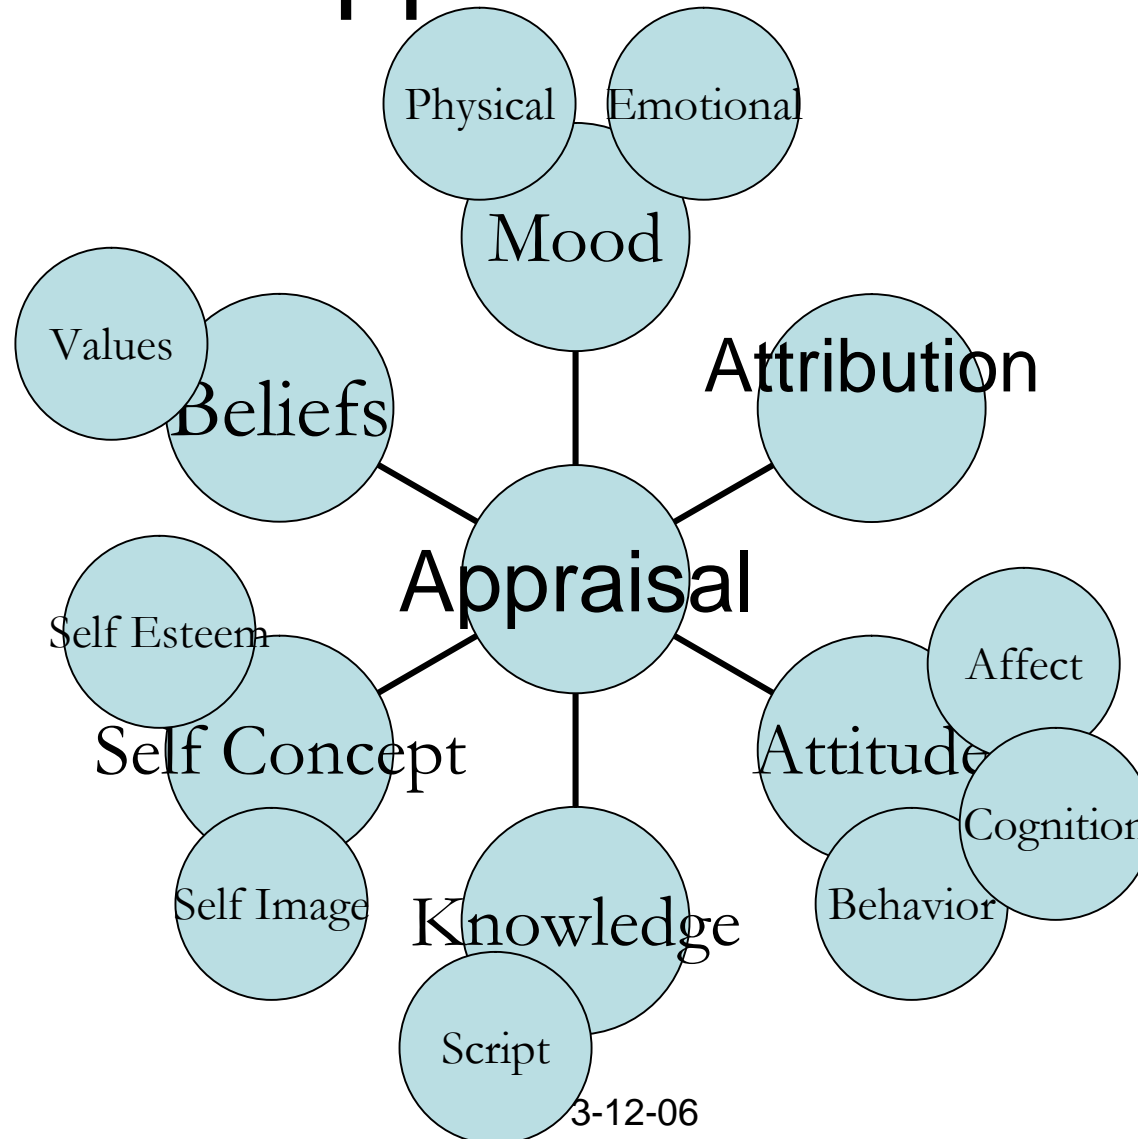 Physical
Emotional
Mood
Values
Beliefs
Attribution
Appraisal
Self Esteem
Affect
Self Concept
Attitude
Cognition
Self Image
Knowledge
Behavior
Script
3-12-06